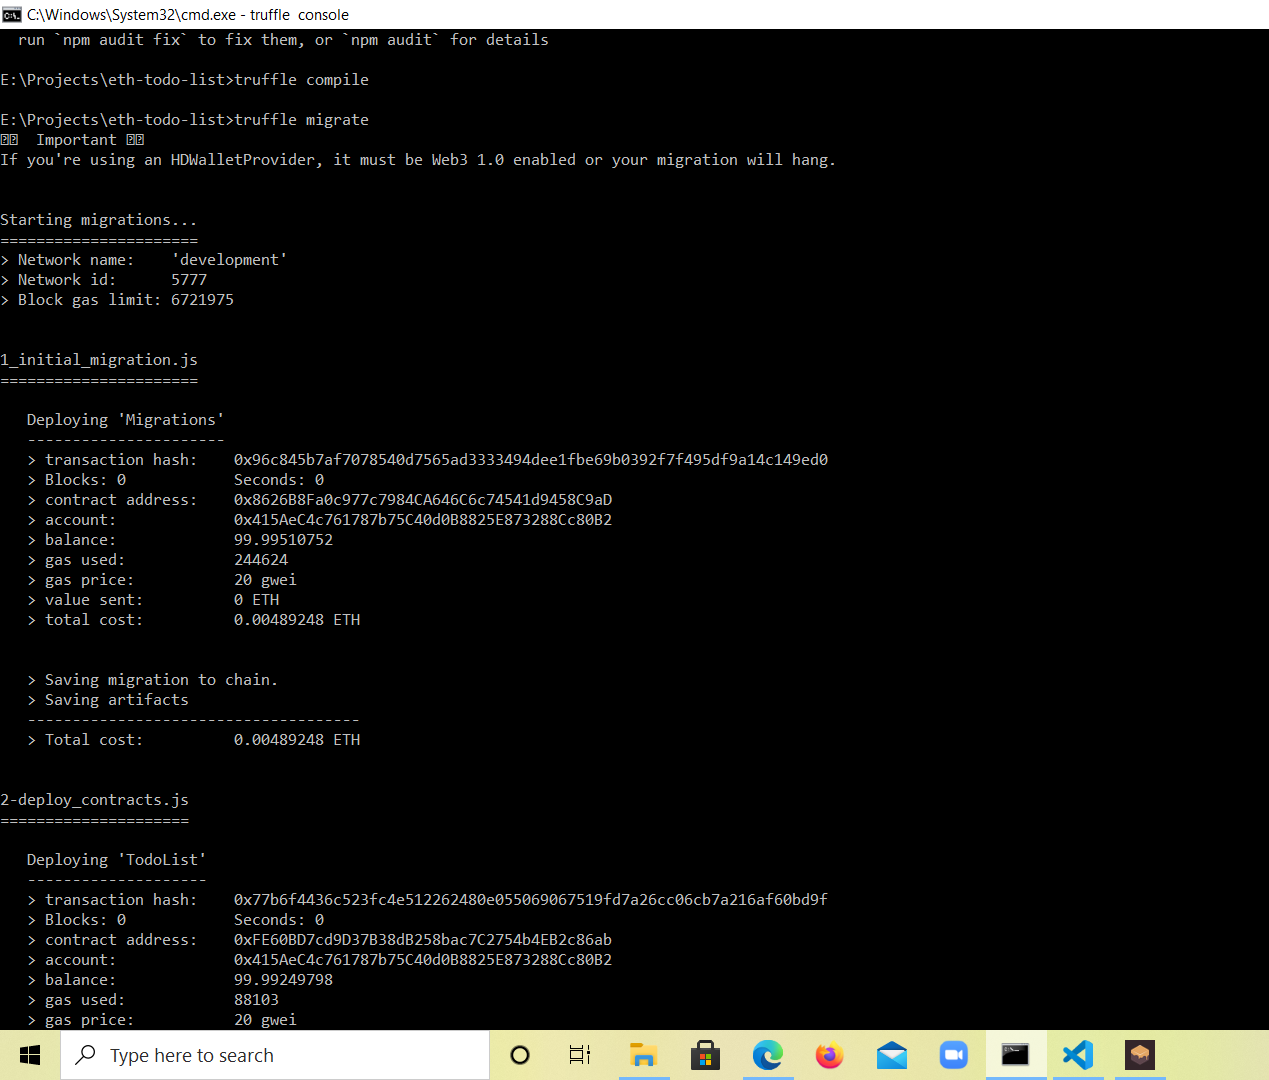 C:\Windows\System32\cmd.exe - truffle  console
run `npm audit fix` to fix them, or `npm audit` for details
E:\Projects\eth-todo-list>truffle compile
E:\Projects\eth-todo-list>truffle migrate
Important
If you're using an HDWalletProvider, it must be Web3 1.0 enabled or your migration will hang.
Starting migrations...
======================
> Network name:    'development'
> Network id:      5777
> Block gas limit: 6721975
1_initial_migration.js
======================
Deploying 'Migrations'
----------------------
> transaction hash:    0x96c845b7af7078540d7565ad3333494dee1fbe69b0392f7f495df9a14c149ed0
> Blocks: 0            Seconds: 0
> contract address:    0x8626B8Fa0c977c7984CA646C6c74541d9458C9aD
> account:             0x415AeC4c761787b75C40d0B8825E873288Cc80B2
> balance:             99.99510752
> gas used:            244624
> gas price:           20 gwei
> value sent:          0 ETH
> total cost:          0.00489248 ETH
> Saving migration to chain.
> Saving artifacts
-------------------------------------
> Total cost:          0.00489248 ETH
2-deploy_contracts.js
=====================
Deploying 'TodoList'
--------------------
> transaction hash:    0x77b6f4436c523fc4e512262480e055069067519fd7a26cc06cb7a216af60bd9f
> Blocks: 0            Seconds: 0
> contract address:    0xFE60BD7cd9D37B38dB258bac7C2754b4EB2c86ab
> account:             0x415AeC4c761787b75C40d0B8825E873288Cc80B2
> balance:             99.99249798
> gas used:            88103
> gas price:           20 gwei
Type here to search